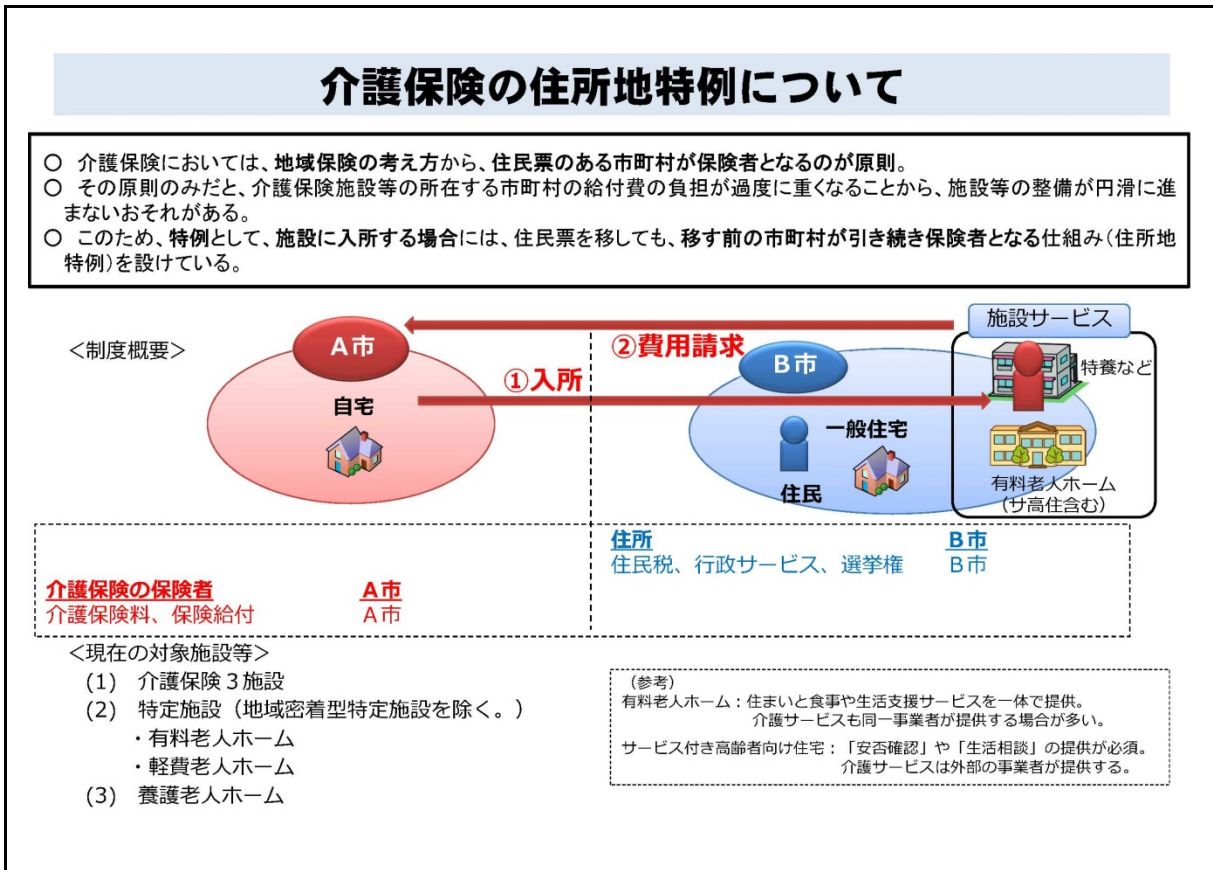 介護保険の住所地特例について
○ 介護保険においては、地域保険の考え方から、住民票のある市町村が保険者となるのが原則。
○ その原則のみだと、介護保険施設等の所在する市町村の給付費の負担が過度に重くなることから、施設等の整備が円滑に進
まないおそれがある。
○ このため、特例として、施設に入所する場合には、住民票を移しても、移す前の市町村が引き続き保険者となる仕組み（住所地
特例）を設けている。
＜制度概要＞
A市
自宅
①入所
②費用請求
B市
一般住宅
住民
施設サービス
特養など
有料老人ホーム
（サ高住含む）
住所 B市
住民税、行政サービス、選挙権 B市
介護保険の保険者 A市
介護保険料、保険給付 A市
＜現在の対象施設等＞
(1) 介護保険３施設
(2) 特定施設（地域密着型特定施設を除く。）
・有料老人ホーム
・軽費老人ホーム
(3) 養護老人ホーム
（参考）
有料老人ホーム：住まいと食事や生活支援サービスを一体で提供。
介護サービスも同一事業者が提供する場合が多い。
サービス付き高齢者向け住宅：「安否確認」や「生活相談」の提供が必須。
介護サービスは外部の事業者が提供する。